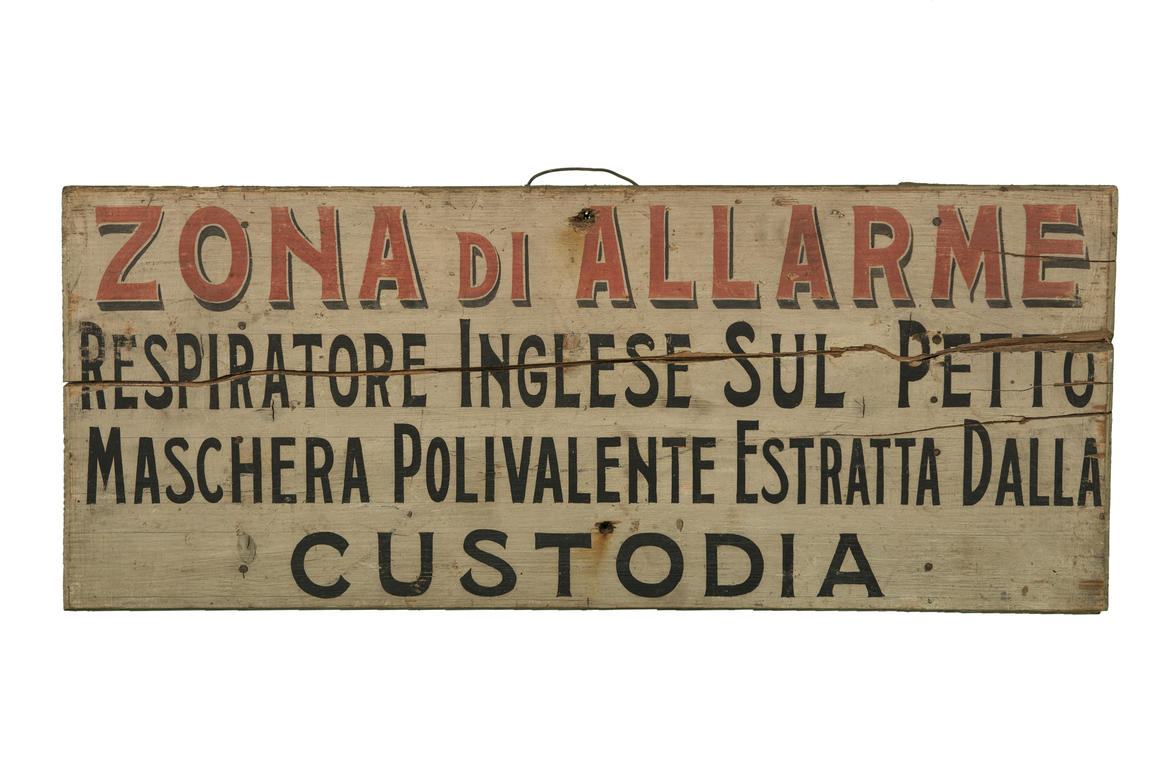 ZONA DI ALLARME
RESPIRATORE INGLESE SUL PETTO
MASCHERA POLIVALENTE ESTRATTA DALLA
CUSTODIA